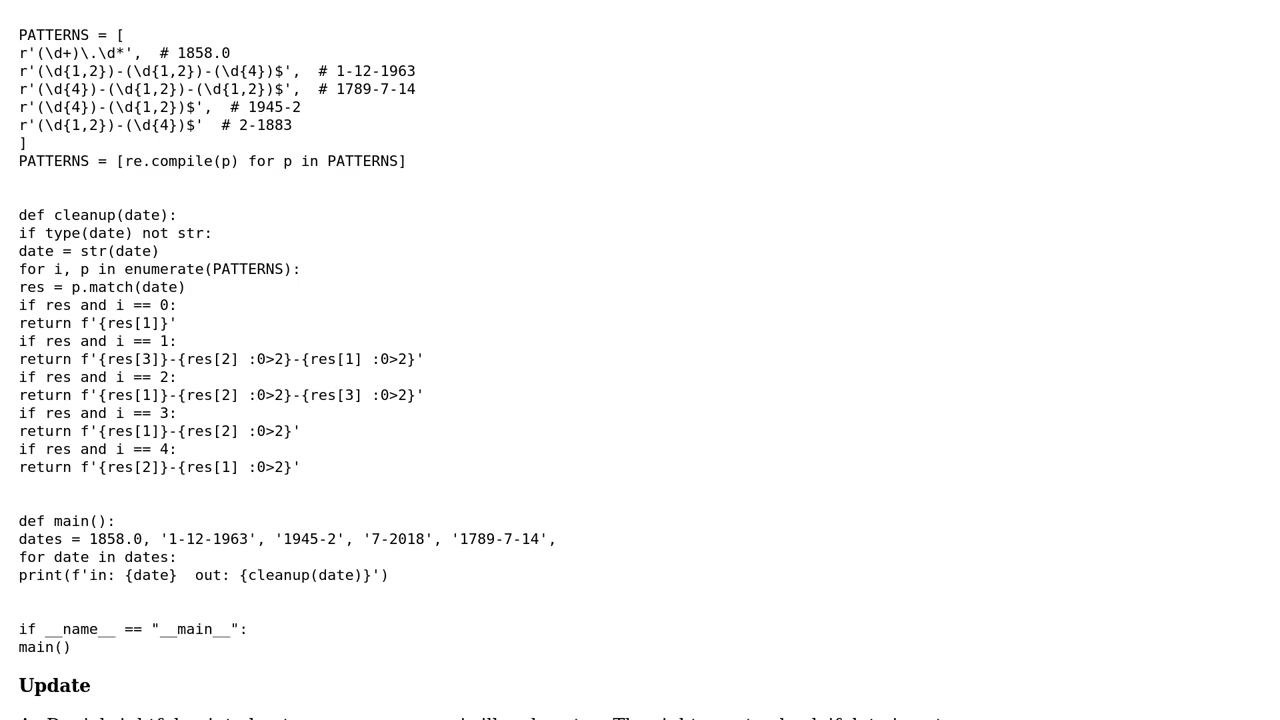 PATTERNS = [
r'(\d+)\.\d*',  # 1858.0
r'(\d{1,2})-(\d{1,2})-(\d{4})$',  # 1-12-1963
r'(\d{4})-(\d{1,2})-(\d{1,2})$',  # 1789-7-14
r'(\d{4})-(\d{1,2})$',  # 1945-2
r'(\d{1,2})-(\d{4})$'  # 2-1883
]
PATTERNS = [re.compile(p) for p in PATTERNS]
def cleanup(date):
if type(date) not str:
date = str(date)
for i, p in enumerate(PATTERNS):
res = p.match(date)
if res and i == 0:
return f'{res[1]}'
if res and i == 1:
return f'{res[3]}-{res[2] :0>2}-{res[1] :0>2}'
if res and i == 2:
return f'{res[1]}-{res[2] :0>2}-{res[3] :0>2}'
if res and i == 3:
return f'{res[1]}-{res[2] :0>2}'
if res and i == 4:
return f'{res[2]}-{res[1] :0>2}'
def main():
dates = 1858.0, '1-12-1963', '1945-2', '7-2018', '1789-7-14',
for date in dates:
print(f'in: {date}  out: {cleanup(date)}')
if __name__ == "__main__":
main()
Update